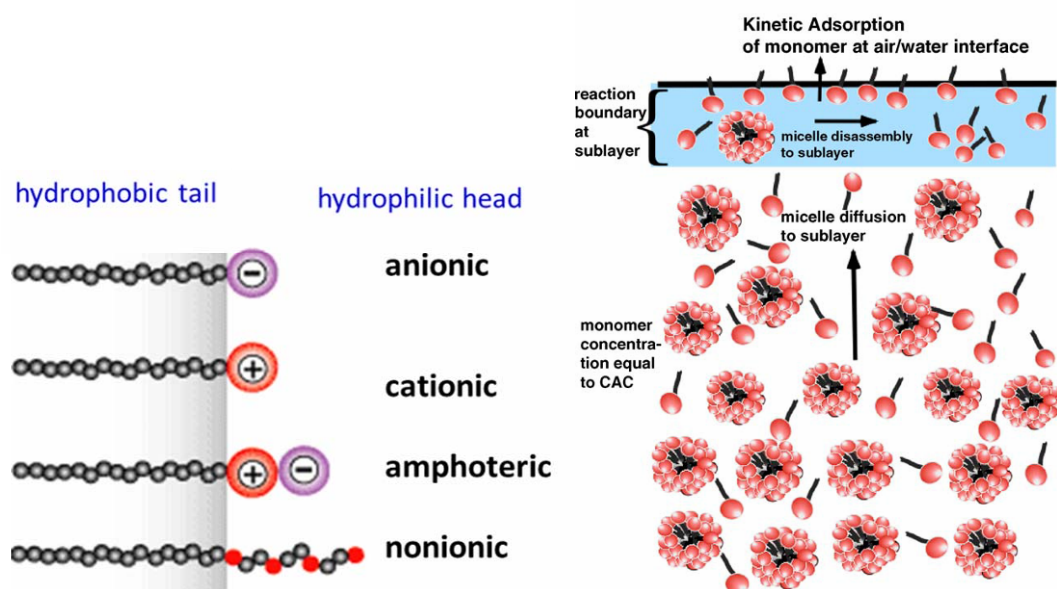 hydrophobic tail
hydrophilic head
−
anionic
+
cationic
+ −
amphoteric
nonionic
Kinetic Adsorption
of monomer at air/water interface
reaction
boundary
at
sublayer
micelle disassembly
to sublayer
micelle diffusion
to sublayer
monomer
concentra-
tion equal
to CAC